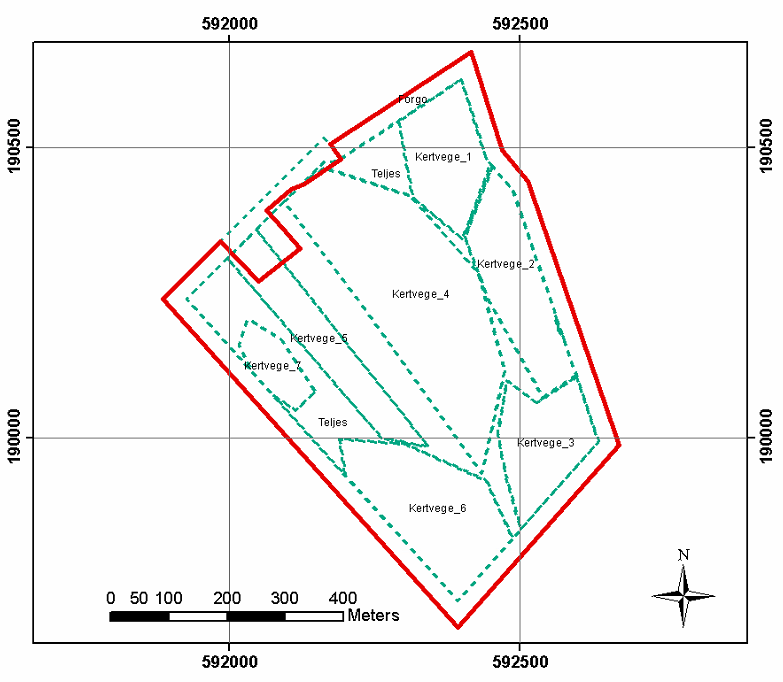 592000 592500
Forgo
190500 190500
Kertvege_1
Teljes
Kertvege_2
Kertvege_4
Kertvege_5
Kertvege_7
Teljes
190000 190000
Kertvege_3
Kertvege_6
N
0 50 100 200 300 400
Meters
592000 592500